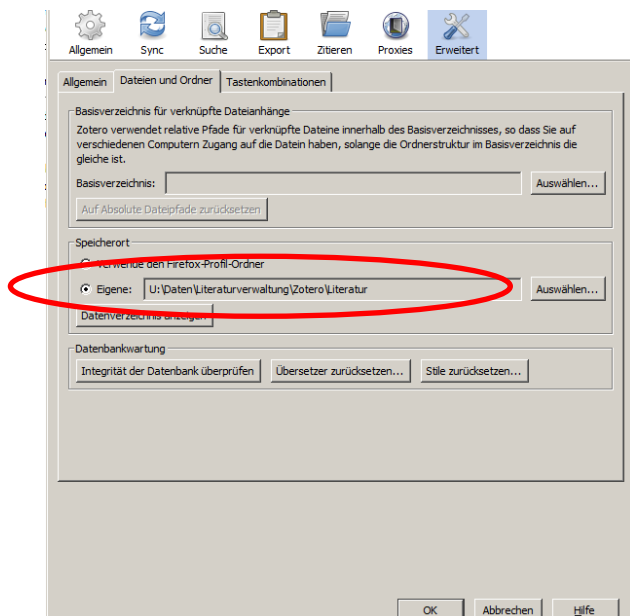 Allgemein Sync Suche Export Zitieren Proxies Erweitert
Allgemein Dateien und Ordner Tastenkombinationen
Basisverzeichnis für verknüpfte Dateianhänge
Zotero verwendet relative Pfade für verknüpfte Dateine innerhalb des Basisverzeichnisses, so dass Sie auf
verschiedenen Computern Zugang auf die Datein haben, solange die Ordnerstruktur im Basisverzeichnis die
gleiche ist.
Basisverzeichnis: Auswählen...
Auf Absolute Dateipfade zurücksetzen
Speicherort
Verwende den Firefox-Profil-Ordner
Eigene: U:\Daten\Literaturverwaltung\Zotero\Literatur Auswählen...
Datenverzeichnis anzeigen
Datenbankwartung
Integrität der Datenbank überprüfen Übersetzer zurücksetzen... Stile zurücksetzen...
OK Abbrechen Hilfe